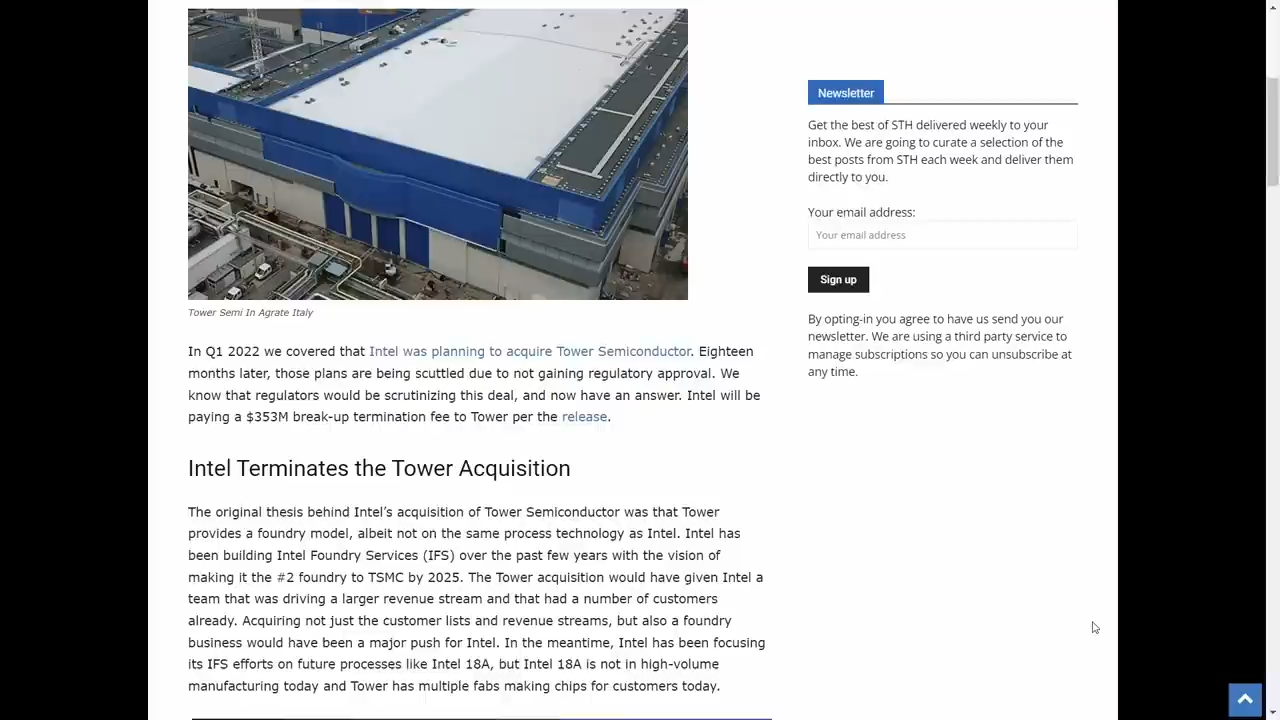 Tower Semi In Agrate Italy
In Q1 2022 we covered that Intel was planning to acquire Tower Semiconductor. Eighteen
months later, those plans are being scuttled due to not gaining regulatory approval. We
know that regulators would be scrutinizing this deal, and now have an answer. Intel will be
paying a $353M break-up termination fee to Tower per the release.
Intel Terminates the Tower Acquisition
The original thesis behind Intel’s acquisition of Tower Semiconductor was that Tower
provides a foundry model, albeit not on the same process technology as Intel. Intel has
been building Intel Foundry Services (IFS) over the past few years with the vision of
making it the #2 foundry to TSMC by 2025. The Tower acquisition would have given Intel a
team that was driving a larger revenue stream and that had a number of customers
already. Acquiring not just the customer lists and revenue streams, but also a foundry
business would have been a major push for Intel. In the meantime, Intel has been focusing
its IFS efforts on future processes like Intel 18A, but Intel 18A is not in high-volume
manufacturing today and Tower has multiple fabs making chips for customers today.
Newsletter
Get the best of STH delivered weekly to your
inbox. We are going to curate a selection of the
best posts from STH each week and deliver them
directly to you.
Your email address:
Your email address
Sign up
By opting-in you agree to have us send you our
newsletter. We are using a third party service to
manage subscriptions so you can unsubscribe at
any time.